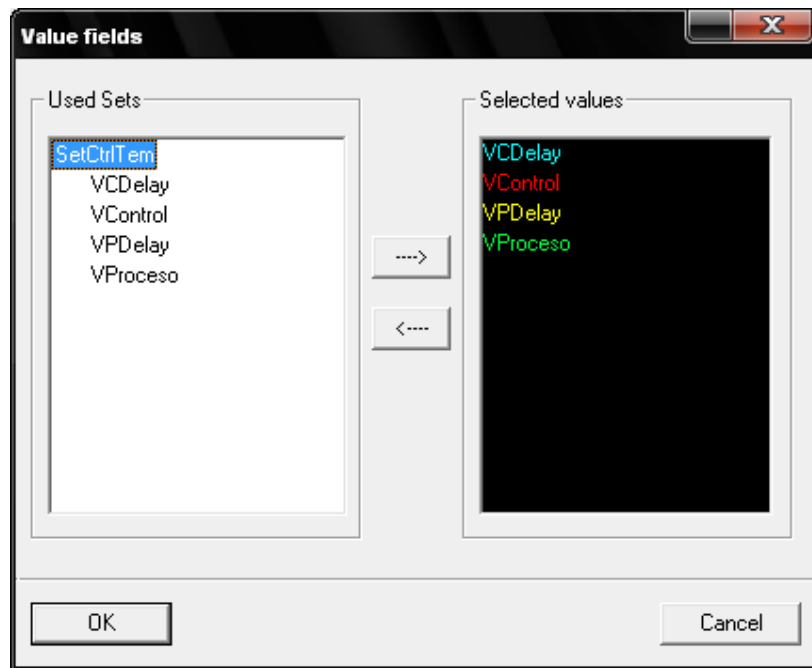 Value fields
Used Sets
SetCtrlTem
VCDelay
VControl
VPDelay
VProceso
---->
<----
Selected values
VCDelay
VControl
VPDelay
VProceso
OK
Cancel